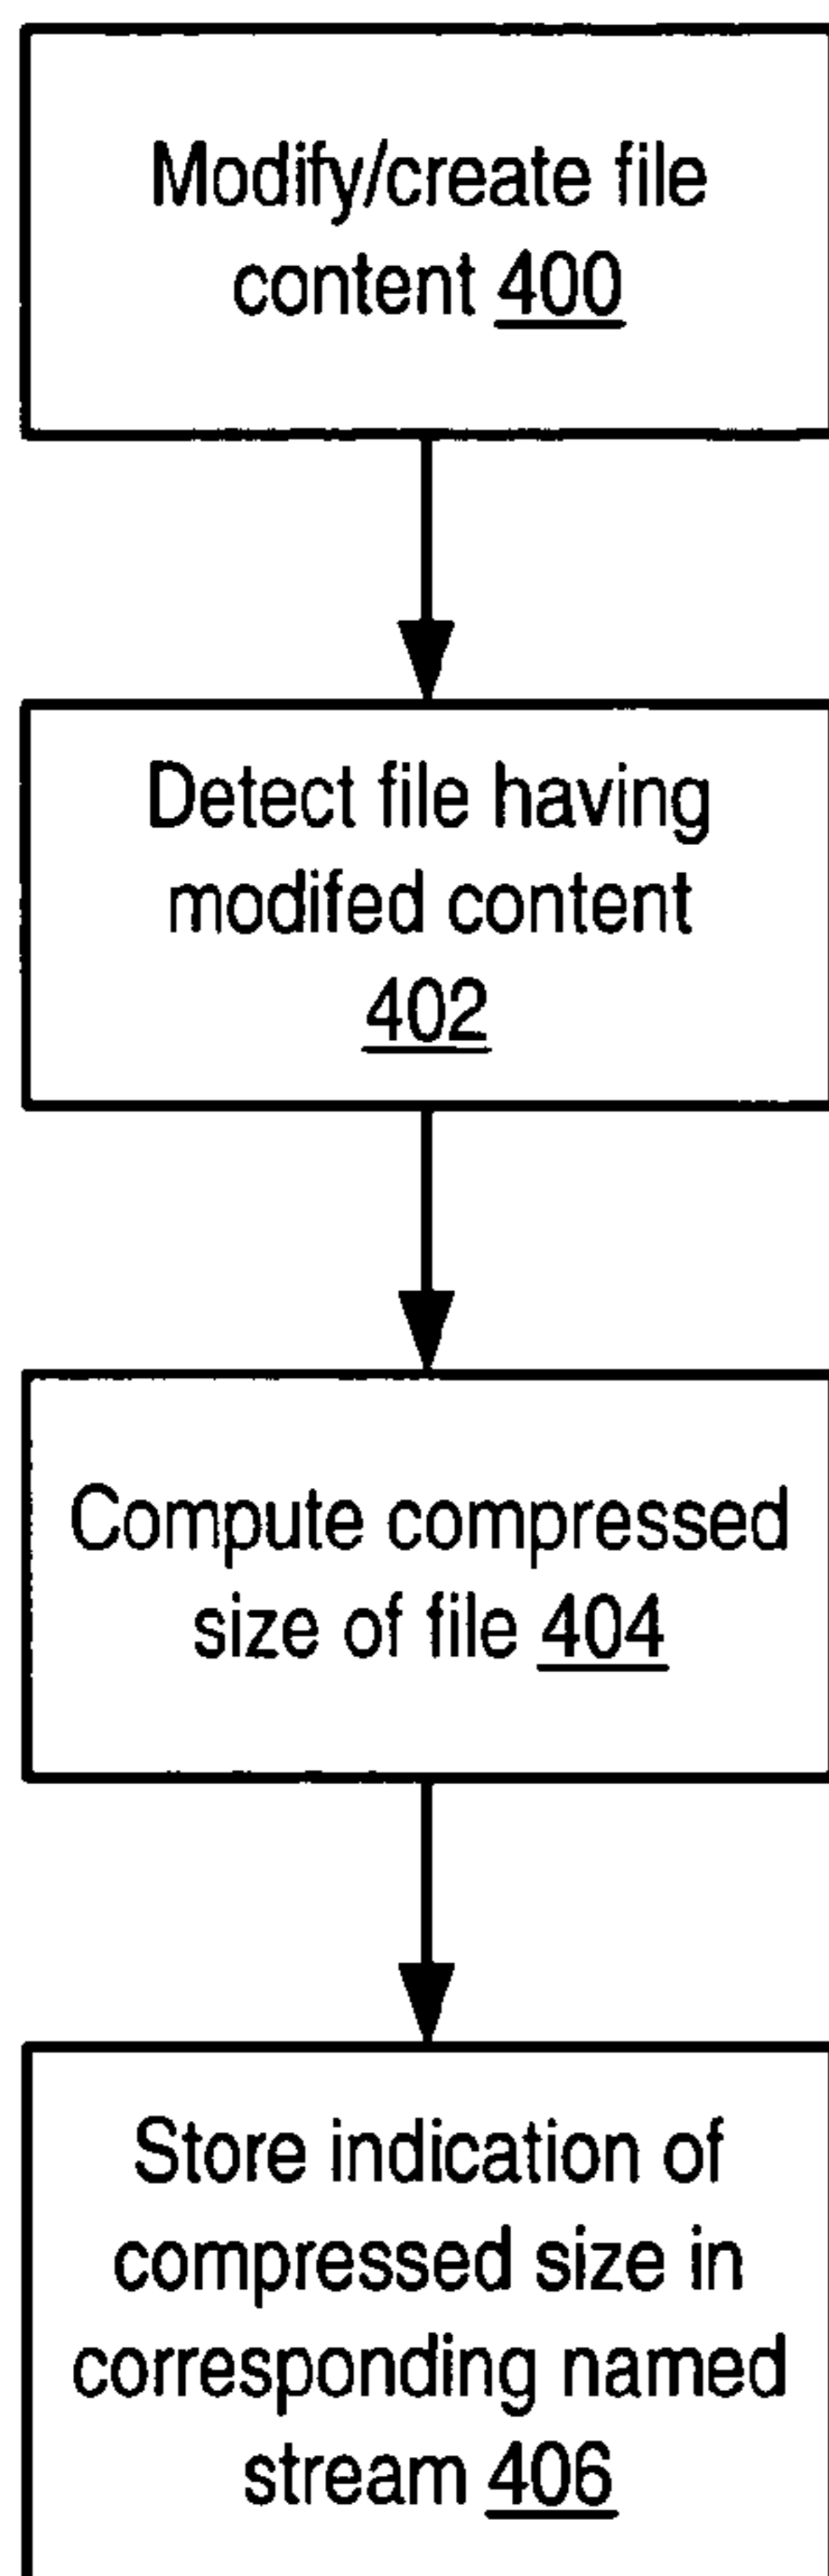 Modify/create file
content 400
Detect file having
modifed content
402
Compute compressed
size of file 404
Store indication of
compressed size in
corresponding named
stream 406